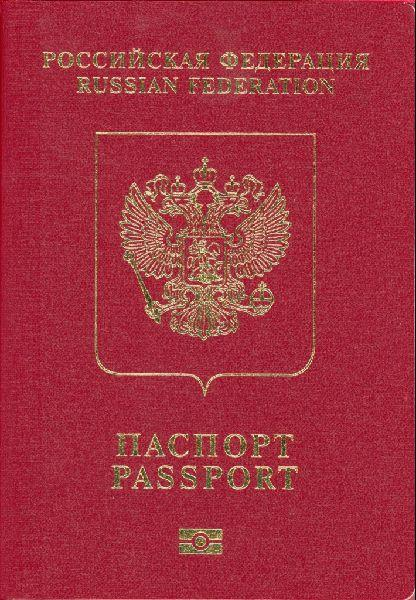 РОССИЙСКАЯ ФЕДЕРАЦИЯ
RUSSIAN FEDERATION
ПАСПОРТ
PASSPORT